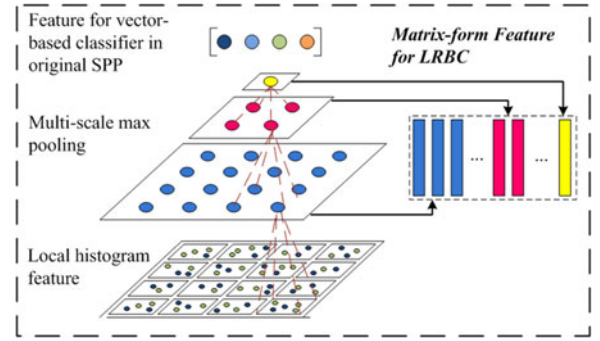 Feature for vector-
based classifier in
original SPP
Matrix-form Feature
for LRBC
Multi-scale max
pooling
...
...
Local histogram
feature